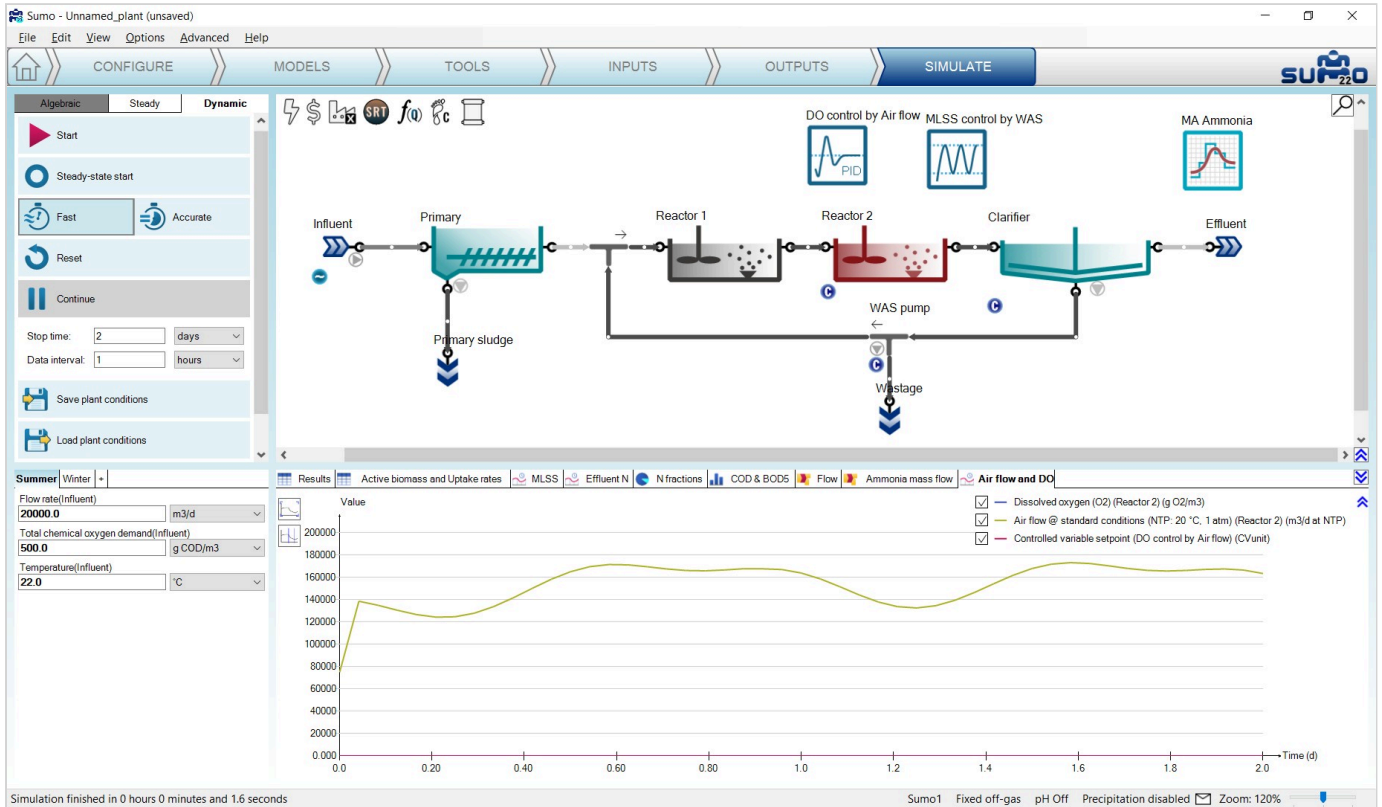 Sumo - Unnamed_plant (unsaved)
File Edit View Options Advanced Help
CONFIGURE MODELS TOOLS INPUTS OUTPUTS SIMULATE
SUMO 22
Algebraic Steady Dynamic
Start
Steady-state start
Fast Accurate
Reset
Continue
Stop time: 2 days
Data interval: 1 hours
Save plant conditions
Load plant conditions
SRT f(Q) C
DO control by Air flow MLSS control by WAS MA Ammonia
PID
Influent Primary Reactor 1 Reactor 2 Clarifier Effluent
C
C
WAS pump
Primary sludge
C
Wastage
Summer Winter +
Flow rate(Influent)
20000.0 m3/d
Total chemical oxygen demand(Influent)
500.0 g COD/m3
Temperature(Influent)
22.0 °C
Results Active biomass and Uptake rates MLSS Effluent N N fractions COD & BOD5 Flow Ammonia mass flow Air flow and DO
Value
Dissolved oxygen (O2) (Reactor 2) (g O2/m3)
Air flow @ standard conditions (NTP: 20 °C, 1 atm) (Reactor 2) (m3/d at NTP)
Controlled variable setpoint (DO control by Air flow) (CVunit)
200000
180000
160000
140000
120000
100000
80000
60000
40000
20000
0.000
0.0 0.20 0.40 0.60 0.80 1.0 1.2 1.4 1.6 1.8 2.0
Time (d)
Simulation finished in 0 hours 0 minutes and 1.6 seconds
Sumo1 Fixed off-gas pH Off Precipitation disabled Zoom: 120%